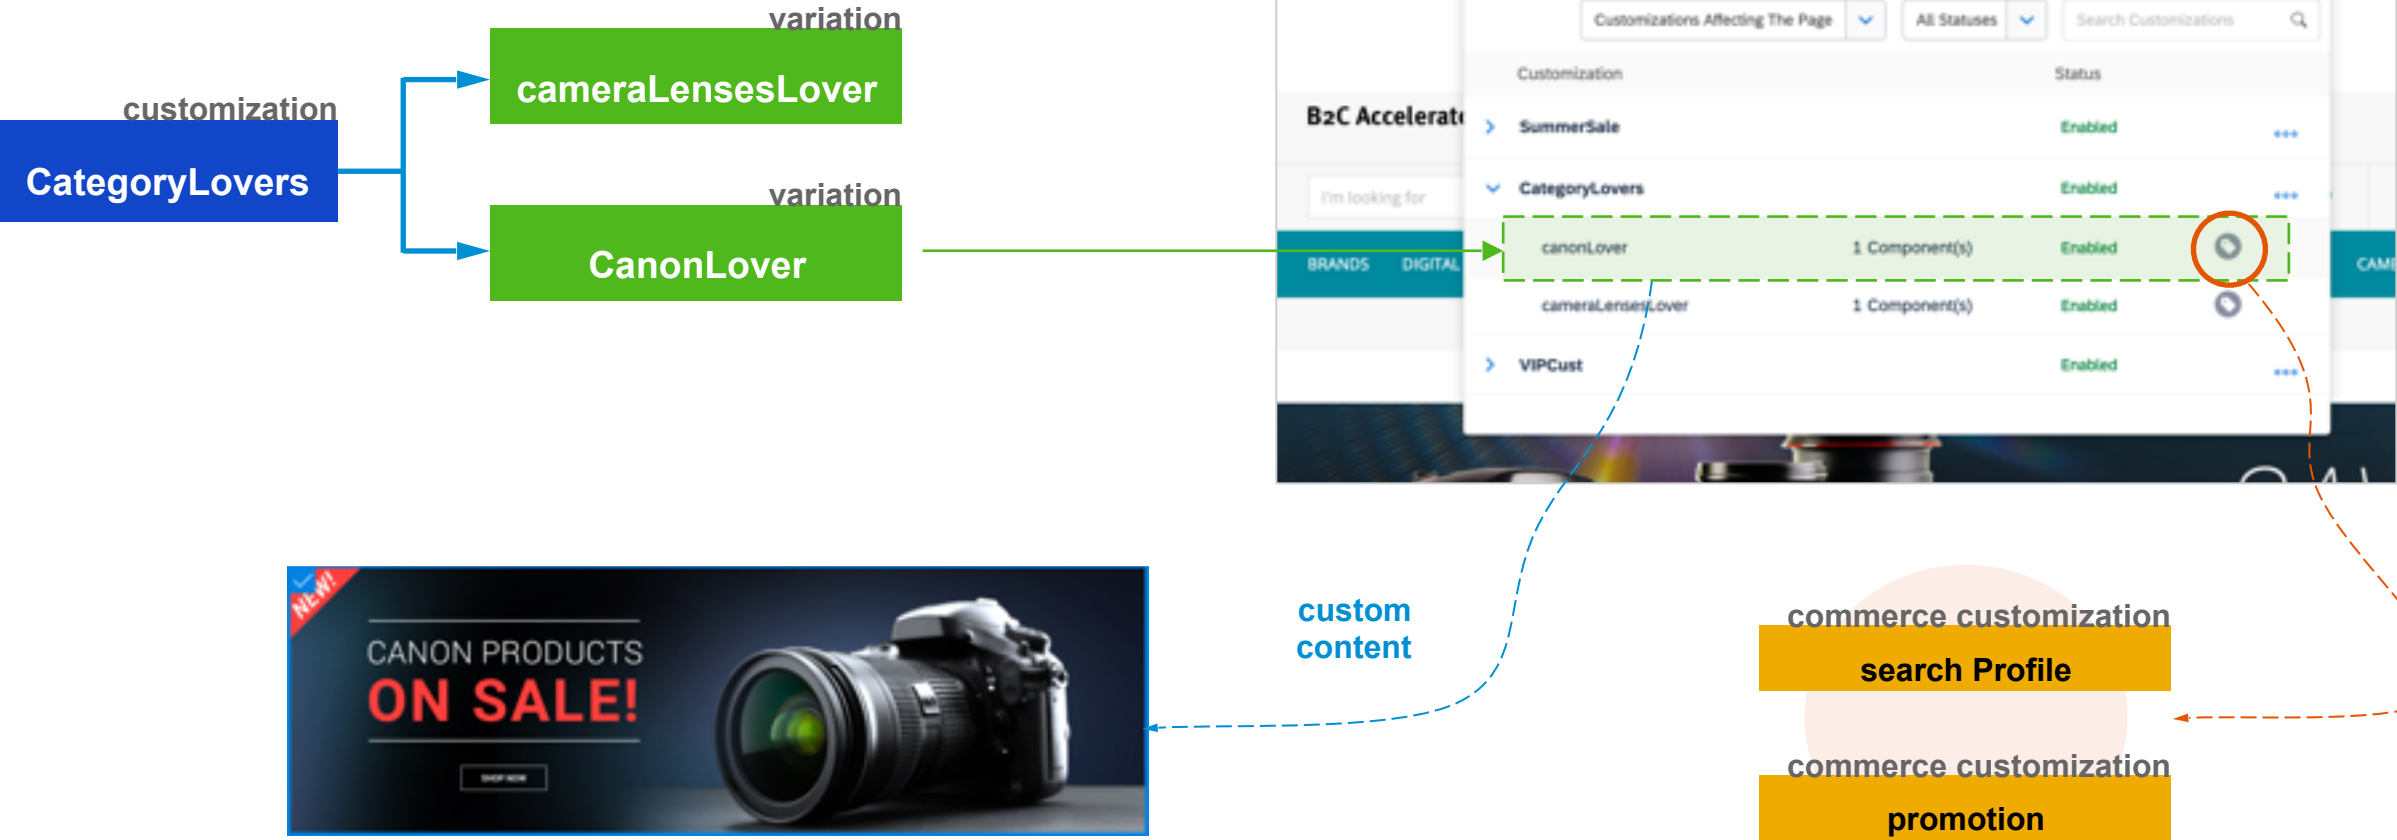 variation
cameraLensesLover
customization
CategoryLovers
variation
CanonLover
Customizations Affecting The Page
All Statuses
Search Customizations
Customization Status
B2C Accelerato
SummerSale Enabled
CategoryLovers Enabled
I'm looking for
canonLover 1 Component(s) Enabled
BRANDS DIGITAL CAME
cameraLensesLover 1 Component(s) Enabled
VIPCust Enabled
NEW!
CANON PRODUCTS
ON SALE!
SHOP NOW
custom
content
commerce customization
search Profile
commerce customization
promotion